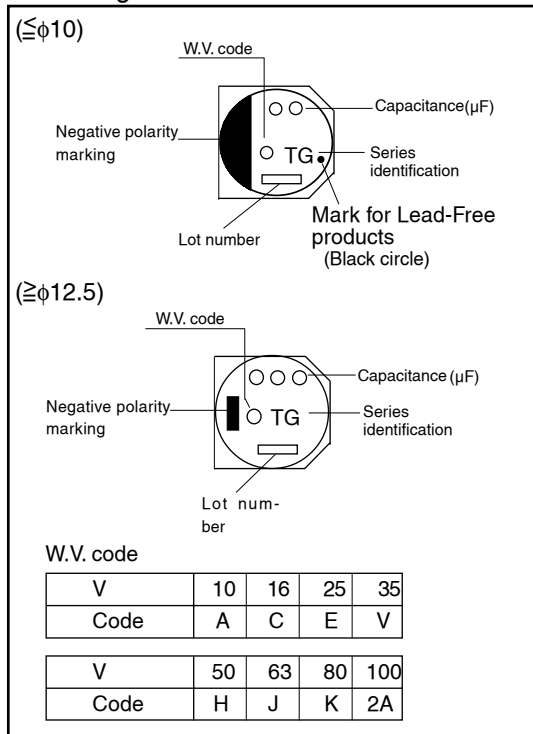 (≦ϕ10)
W.V. code
Capacitance(µF)
Negative polarity
marking
TG
Series
identification
Mark for Lead-Free
products
(Black circle)
Lot number
(≧ϕ12.5)
W.V. code
Capacitance (µF)
Negative polarity
marking
TG
Series
identification
Lot num-
ber
W.V. code
V 10 16 25 35
Code A C E V
V 50 63 80 100
Code H J K 2A